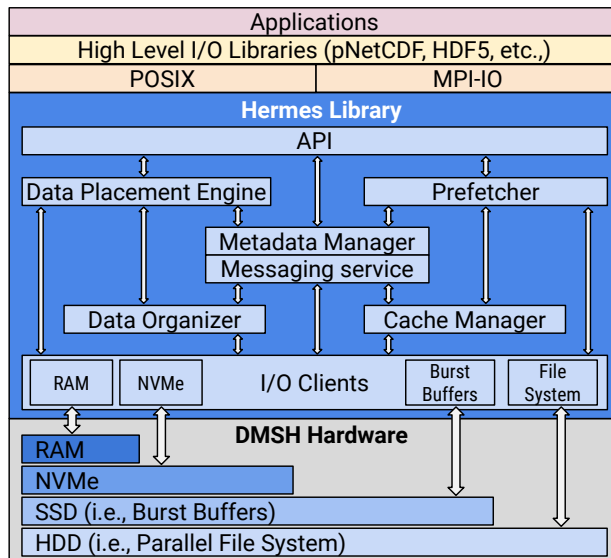 Applications
High Level I/O Libraries (pNetCDF, HDF5, etc.,)
POSIX MPI-IO
Hermes Library
API
Data Placement Engine Prefetcher
Metadata Manager
Messaging service
Data Organizer Cache Manager
RAM NVMe I/O Clients Burst Buffers File System
DMSH Hardware
RAM
NVMe
SSD (i.e., Burst Buffers)
HDD (i.e., Parallel File System)